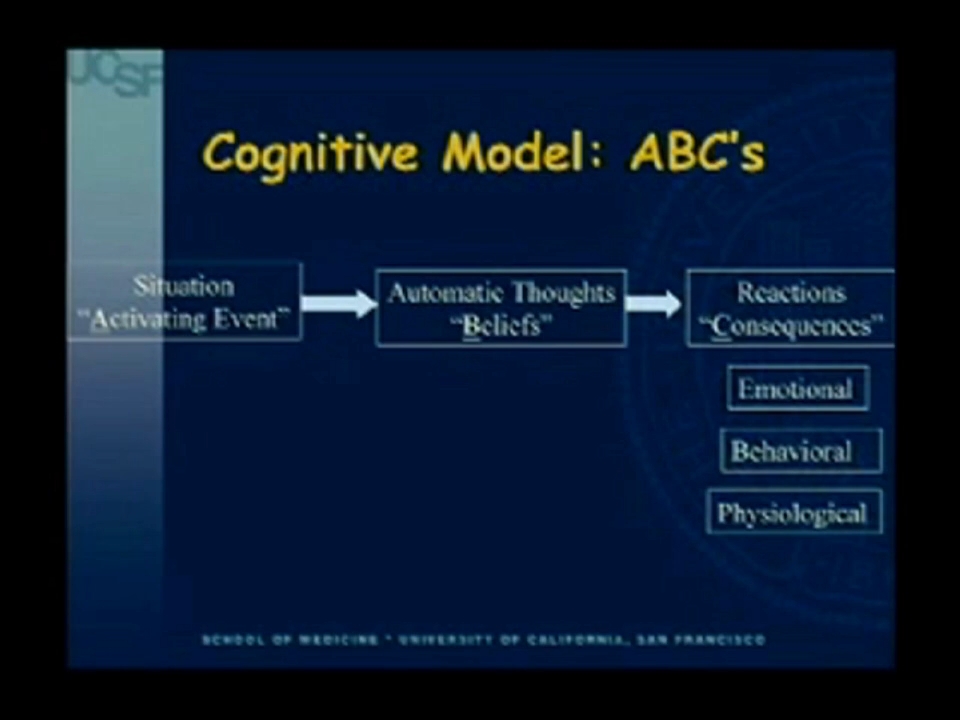 UCSF
Cognitive Model: ABC's
Situation
"Activating Event"
Automatic Thoughts
"Beliefs"
Reactions
"Consequences"
Emotional
Behavioral
Physiological
SCHOOL OF MEDICINE * UNIVERSITY OF CALIFORNIA, SAN FRANCISCO